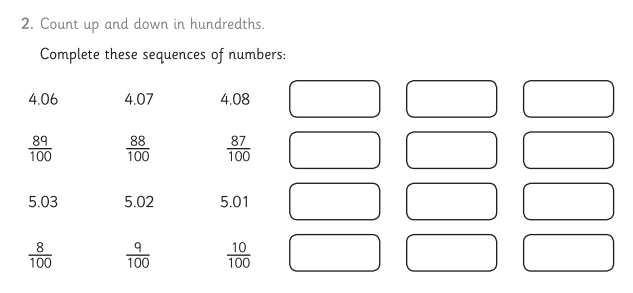 2. Count up and down in hundredths.
Complete these sequences of numbers:
4.06 4.07 4.08
89/100 88/100 87/100
5.03 5.02 5.01
8/100 9/100 10/100